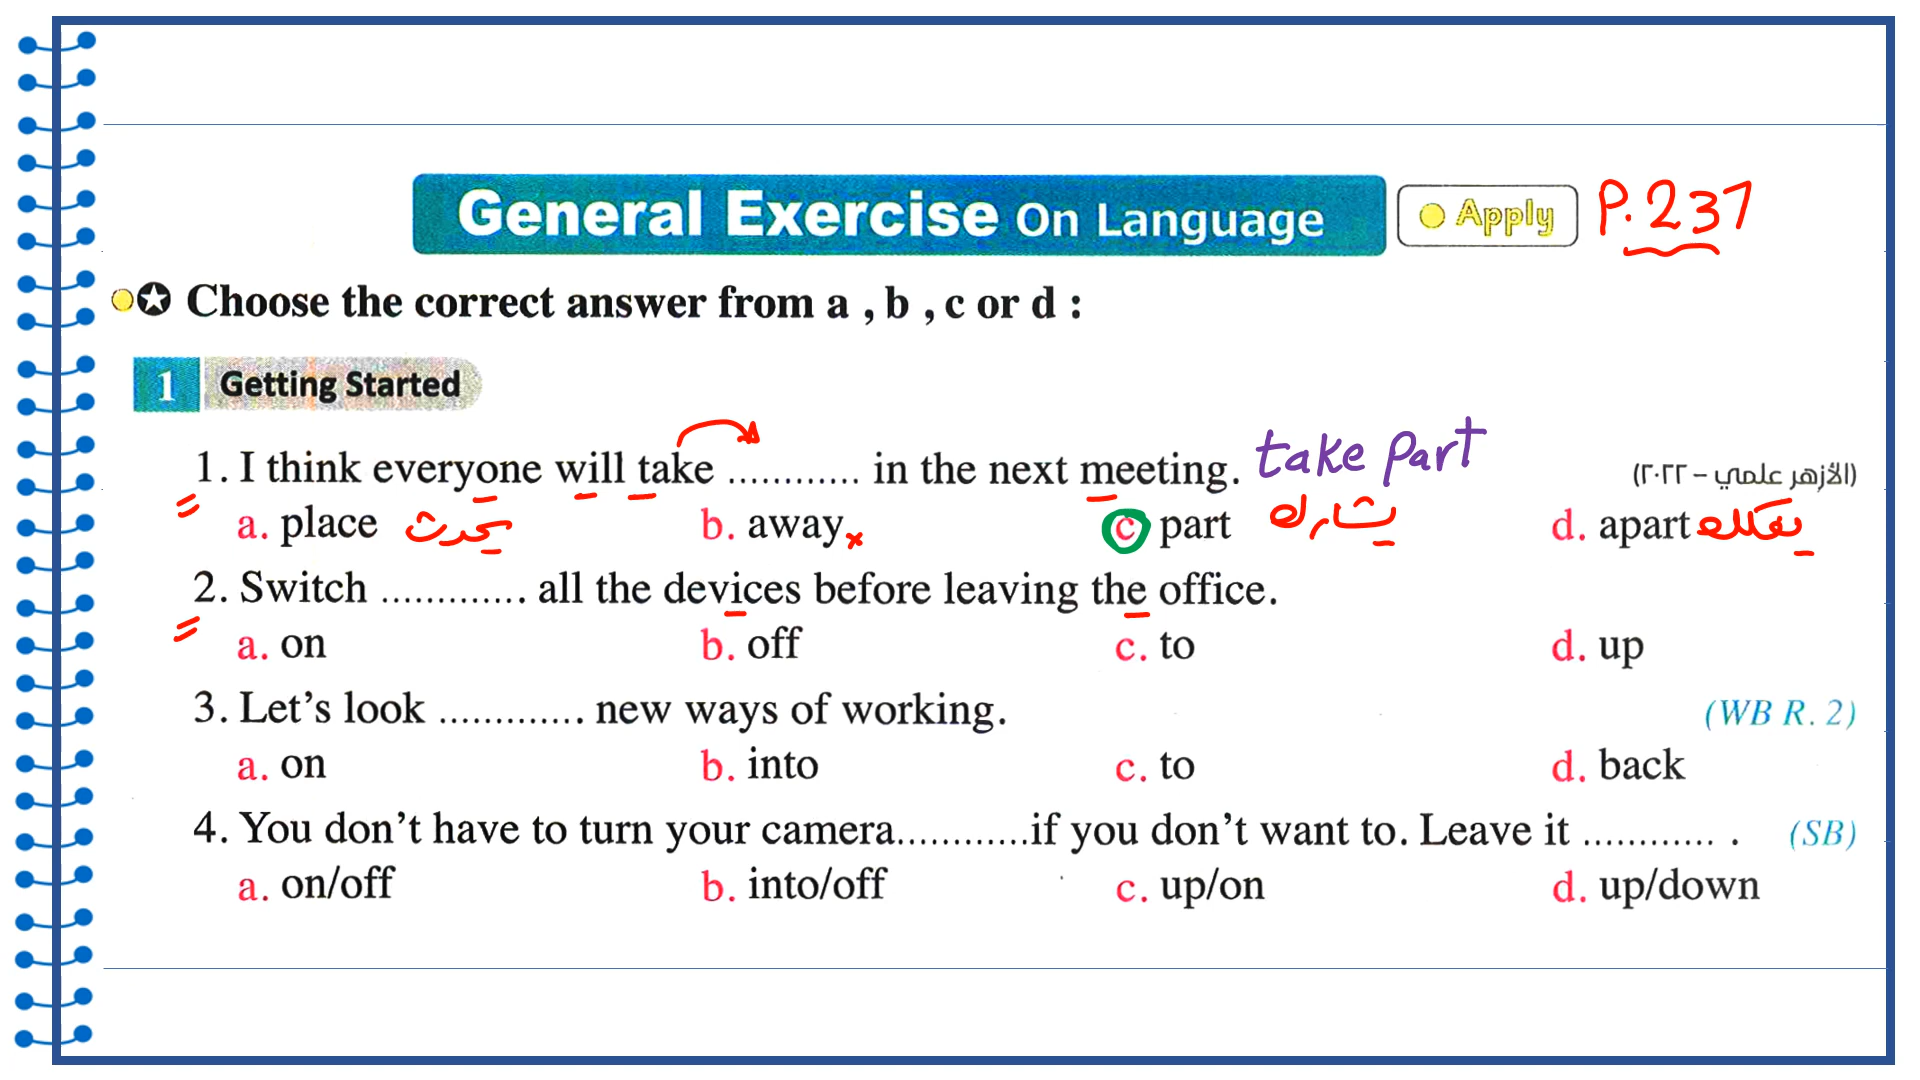 General Exercise On Language Apply P.237
Choose the correct answer from a , b , c or d :
1 Getting Started
1. I think everyone will take ............ in the next meeting. take part (الأزهر علمي – ٢٠٢٢)
a. place يحدث b. away x c. part يشارك d. apart يفكك
2. Switch ............. all the devices before leaving the office.
a. on b. off c. to d. up
3. Let's look ............. new ways of working. (WB R. 2)
a. on b. into c. to d. back
4. You don't have to turn your camera............if you don't want to. Leave it ............ . (SB)
a. on/off b. into/off c. up/on d. up/down